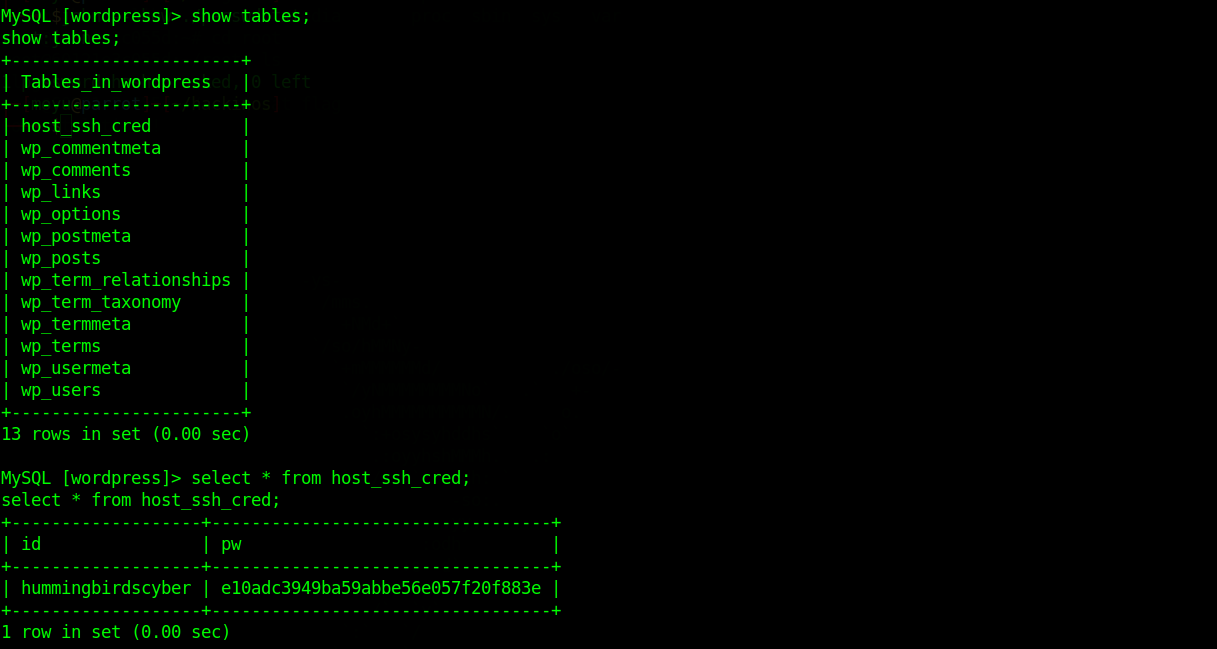 MySQL [wordpress]> show tables;
show tables;
+-----------------------+
| Tables_in_wordpress   |
+-----------------------+
| host_ssh_cred         |
| wp_commentmeta        |
| wp_comments           |
| wp_links              |
| wp_options            |
| wp_postmeta           |
| wp_posts              |
| wp_term_relationships |
| wp_term_taxonomy      |
| wp_termmeta           |
| wp_terms              |
| wp_usermeta           |
| wp_users              |
+-----------------------+
13 rows in set (0.00 sec)

MySQL [wordpress]> select * from host_ssh_cred;
select * from host_ssh_cred;
+-------------------+----------------------------------+
| id                | pw                               |
+-------------------+----------------------------------+
| hummingbirdscyber | e10adc3949ba59abbe56e057f20f883e |
+-------------------+----------------------------------+
1 row in set (0.00 sec)